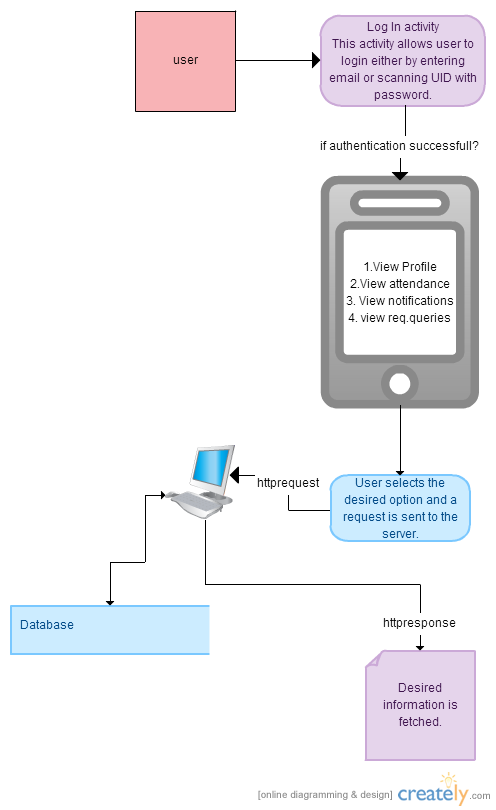 user
Log In activity
This activity allows user to
login either by entering
email or scanning UID with
password.
if authentication successfull?
1.View Profile
2.View attendance
3. View notifications
4. view req.queries
httprequest
User selects the
desired option and a
request is sent to the
server.
Database
httpresponse
Desired
information is
fetched.
[online diagramming & design] creately.com